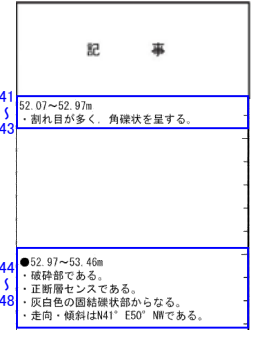 記 事
41
〜
43
52.07～52.97m
・割れ目が多く，角礫状を呈する。
44
〜
48
●52.97～53.46m
・破砕部である。
・正断層センスである。
・灰白色の固結礫状部からなる。
・走向・傾斜はN41°E50°NWである。